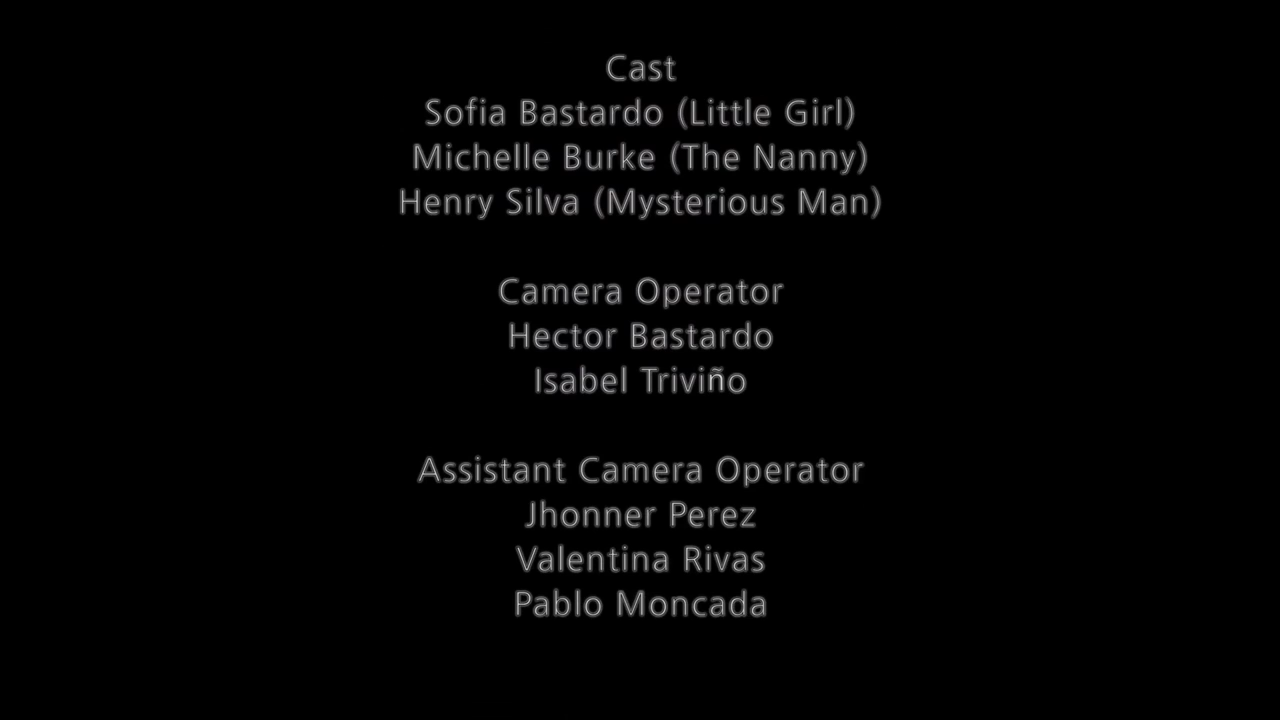 Cast
Sofia Bastardo (Little Girl)
Michelle Burke (The Nanny)
Henry Silva (Mysterious Man)
Camera Operator
Hector Bastardo
Isabel Triviño
Assistant Camera Operator
Jhonner Perez
Valentina Rivas
Pablo Moncada